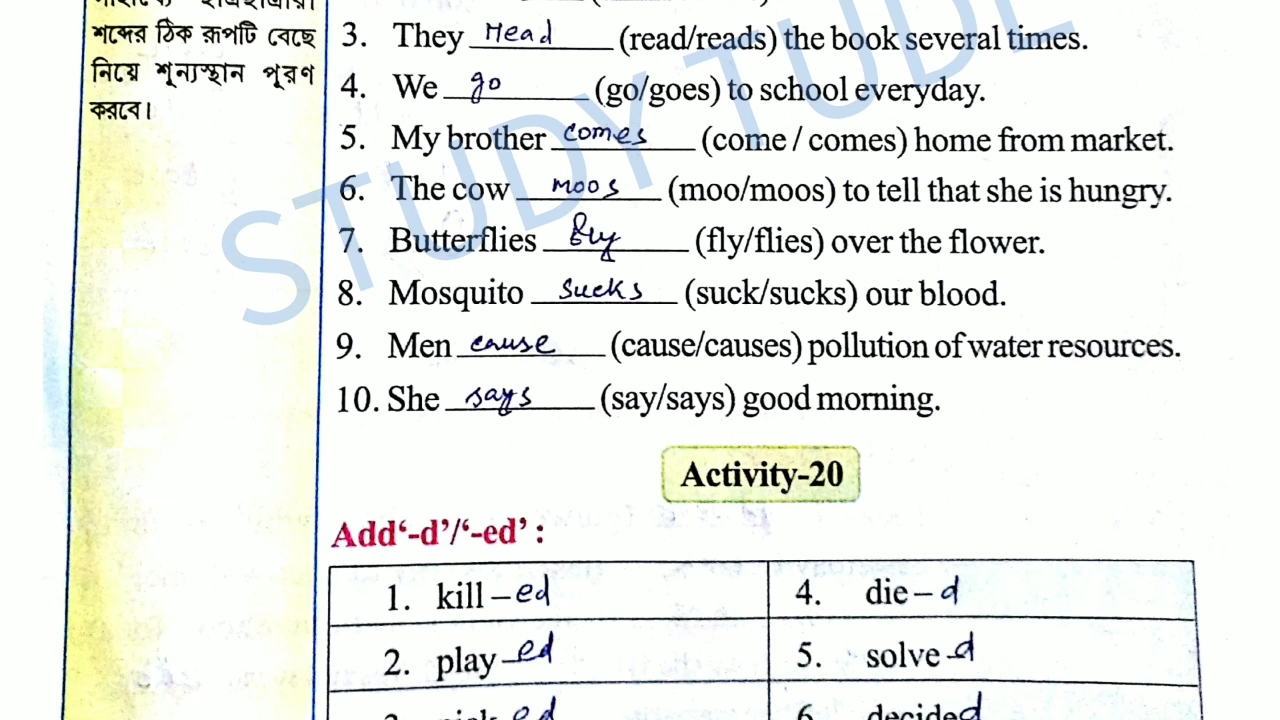 শব্দের ঠিক রূপটি বেছে
নিয়ে শূন্যস্থান পূরণ
করবে।
3. They read (read/reads) the book several times.
4. We go (go/goes) to school everyday.
5. My brother comes (come / comes) home from market.
6. The cow moos (moo/moos) to tell that she is hungry.
7. Butterflies fly (fly/flies) over the flower.
8. Mosquito sucks (suck/sucks) our blood.
9. Men cause (cause/causes) pollution of water resources.
10. She says (say/says) good morning.
STUDY TUDE
Activity-20
Add‘-d’/‘-ed’ :
1. kill – ed
4. die – d
2. play – ed
5. solve – d
ed
6. decided